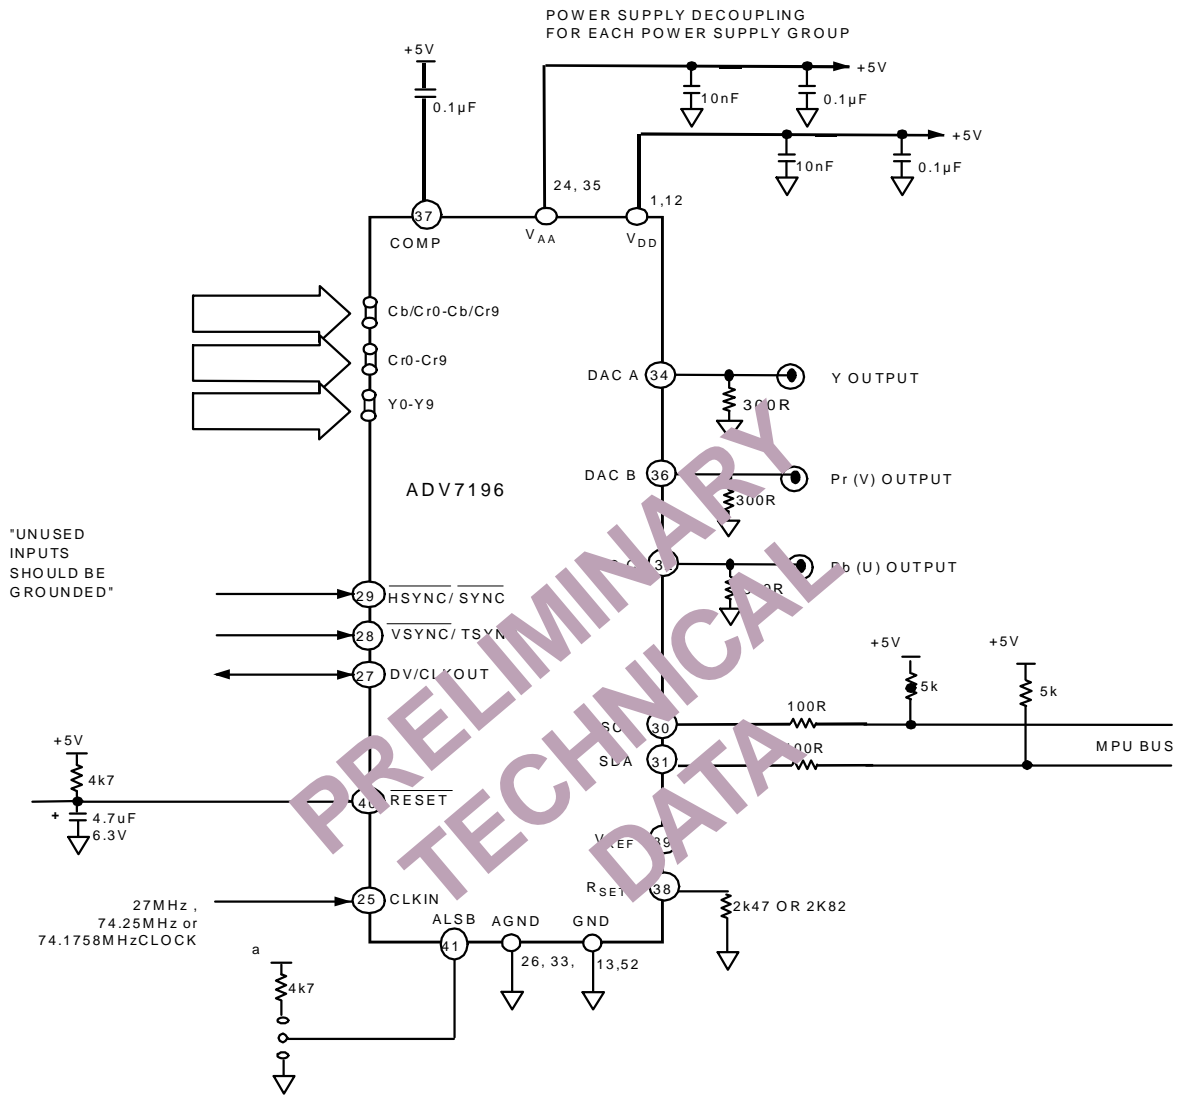 POWER SUPPLY DECOUPLING
FOR EACH POWER SUPPLY GROUP
+5V
+5V
0.1µF
10nF
0.1µF
+5V
10nF
0.1µF
24, 35
1,12
37
COMP
VAA
VDD
Cb/Cr0-Cb/Cr9
Cr0-Cr9
Y0-Y9
DAC A
34
Y OUTPUT
300R
DAC B
36
Pr (V) OUTPUT
300R
ADV7196
"UNUSED
INPUTS
SHOULD BE
GROUNDED"
(U) OUTPUT
29
HSYNC/ SYNC
28
VSYNC/
27
DV/CLKOUT
+5V
+5V
5k
5k
100R
30
MPU BUS
SDA
31
+5V
4k7
RESET
+
4.7uF
6.3V
VREF
RSET
38
2k47 OR 2K82
25
CLKIN
27MHz ,
74.25MHz or
74.1758MHzCLOCK
ALSB
AGND
GND
41
26, 33,
13,52
a
4k7
PRELIMINARY
TECHNICAL
DATA